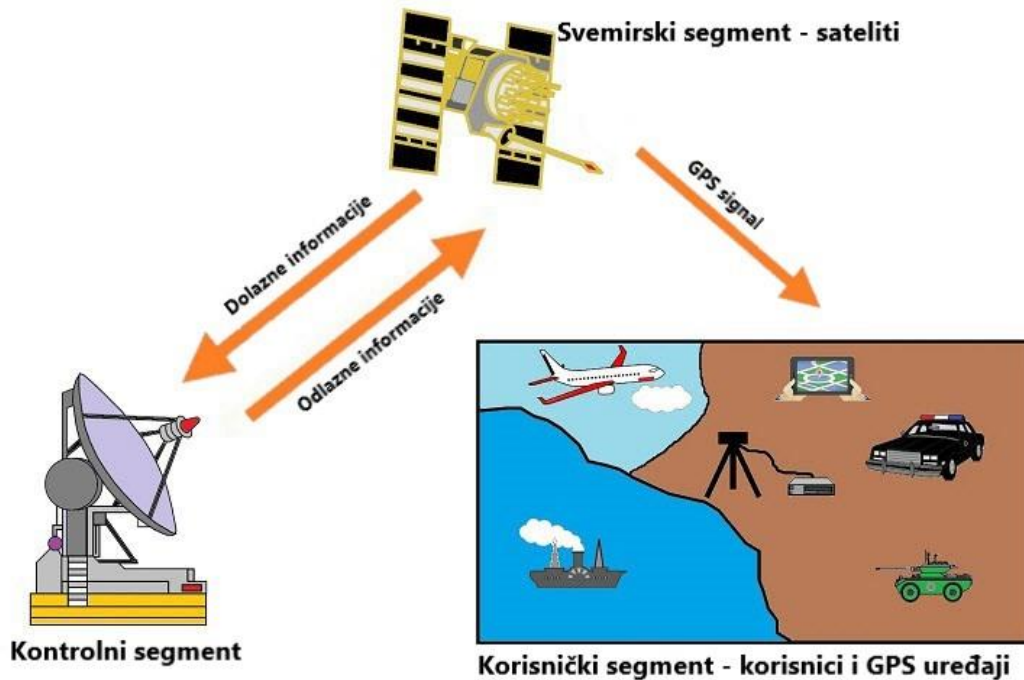 Svemirski segment - sateliti
GPS signal
Dolazne informacije
Odlazne informacije
Kontrolni segment
Korisnički segment - korisnici i GPS uređaji